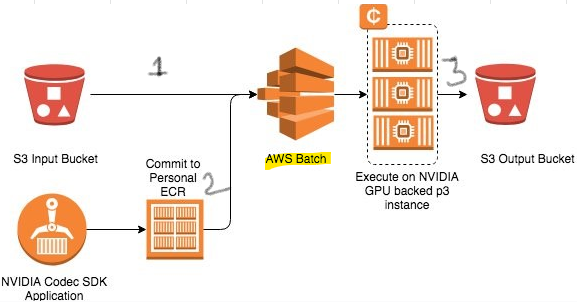 1
3
S3 Input Bucket
Commit to
Personal
ECR
2
AWS Batch
Execute on NVIDIA
GPU backed p3
instance
S3 Output Bucket
NVIDIA Codec SDK
Application